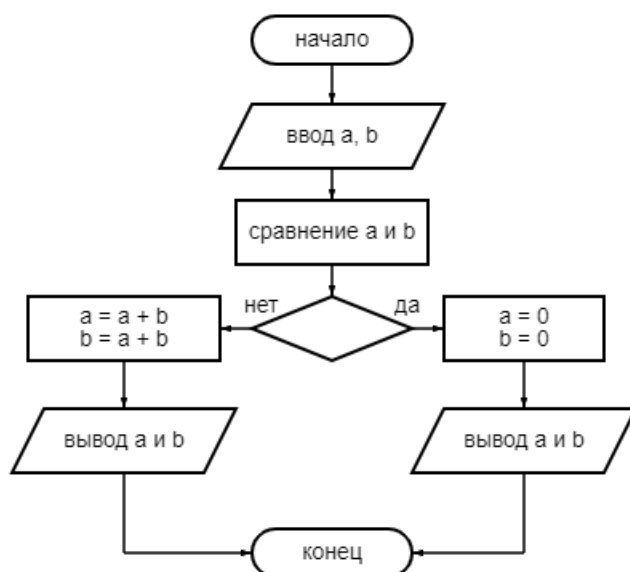 начало
ввод a, b
сравнение a и b
нет
да
a = a + b
b = a + b
a = 0
b = 0
вывод a и b
вывод a и b
конец